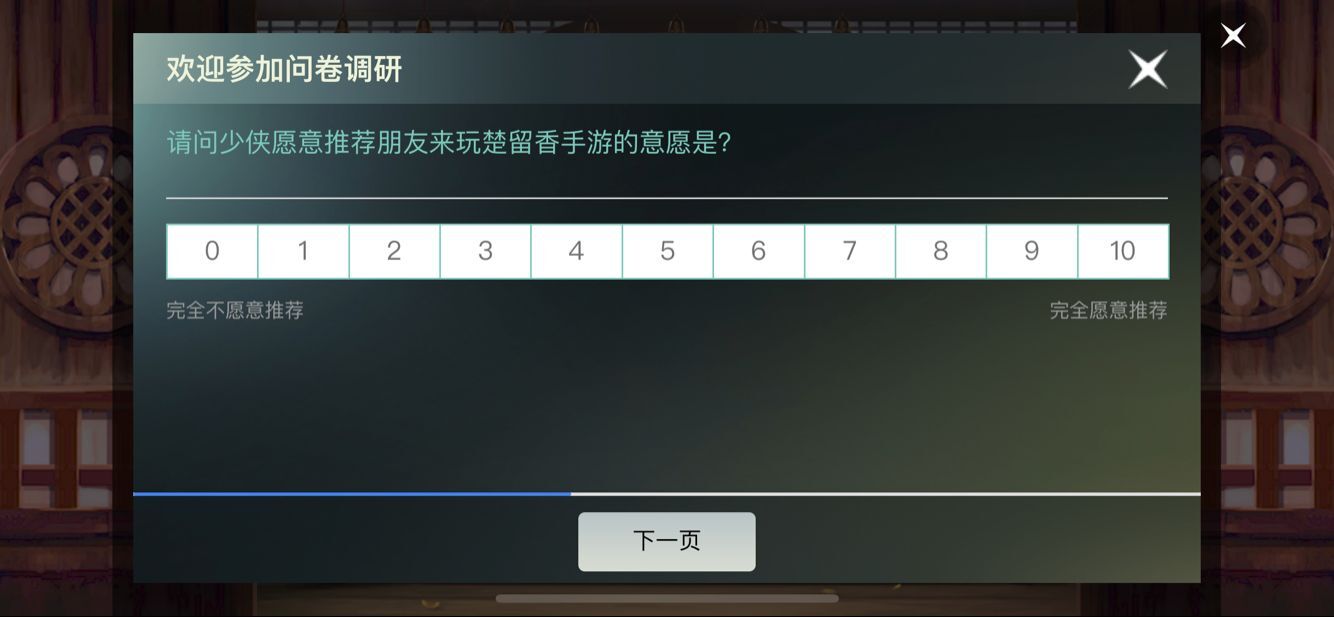 欢迎参加问卷调研
请问少侠愿意推荐朋友来玩楚留香手游的意愿是?
0 1 2 3 4 5 6 7 8 9 10
完全不愿意推荐 完全愿意推荐
下一页